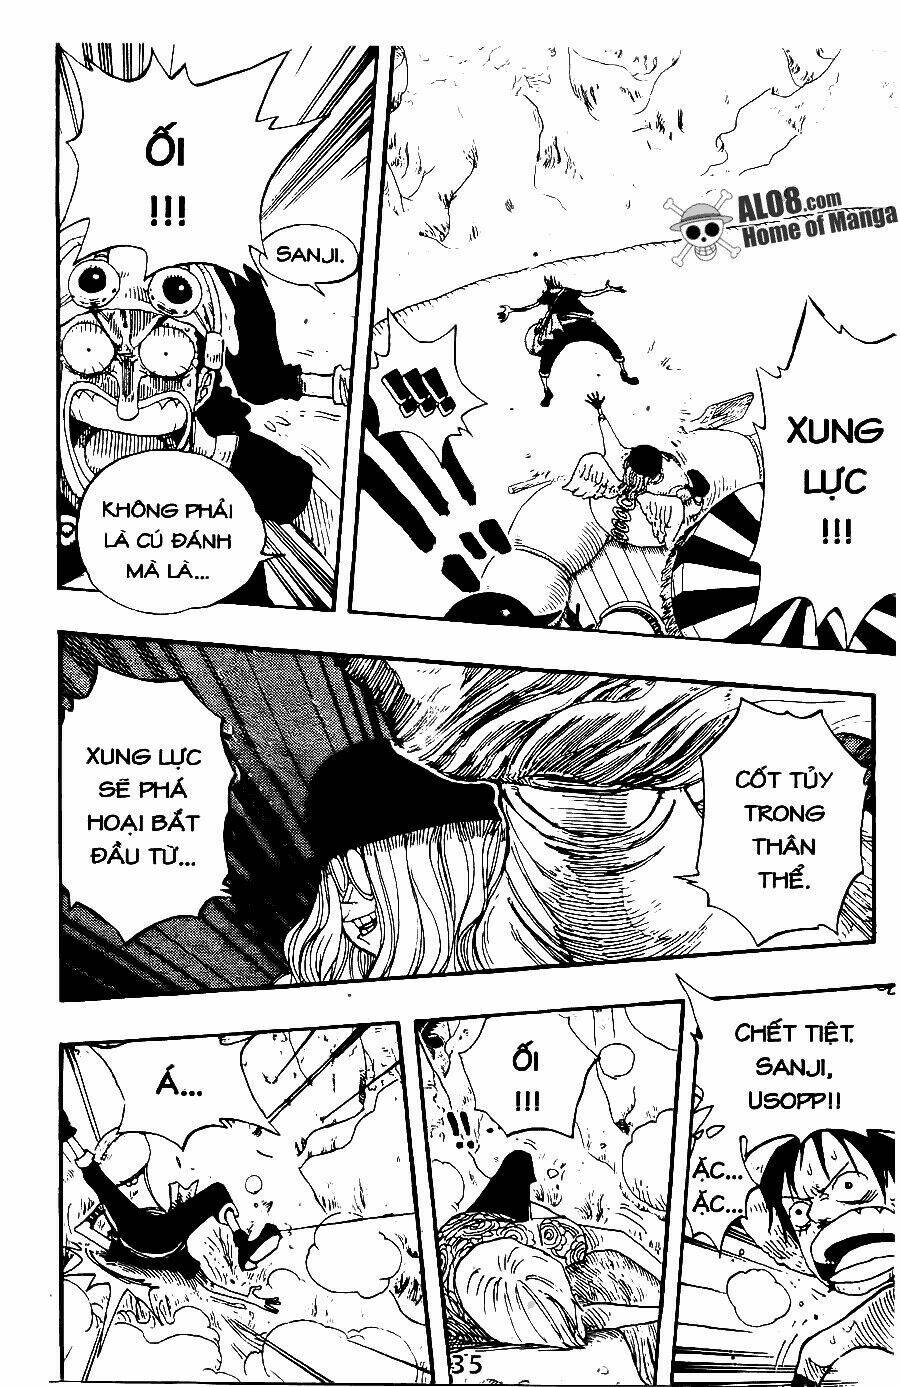 AL08.com
Home of Manga
XUNG
LỰC
!!!
!!!!
!!
ỐI
!!!
SANJI.
KHÔNG PHẢI
LÀ CÚ ĐÁNH
MÀ LÀ...
XUNG LỰC
SẼ PHÁ
HOẠI BẮT
ĐẦU TỪ...
CỐT TỦY
TRONG
THÂN
THỂ.
Á...
ỐI
!!!
!!
CHẾT TIỆT.
SANJI,
USOPP!!
ẶC...
ẶC...
35